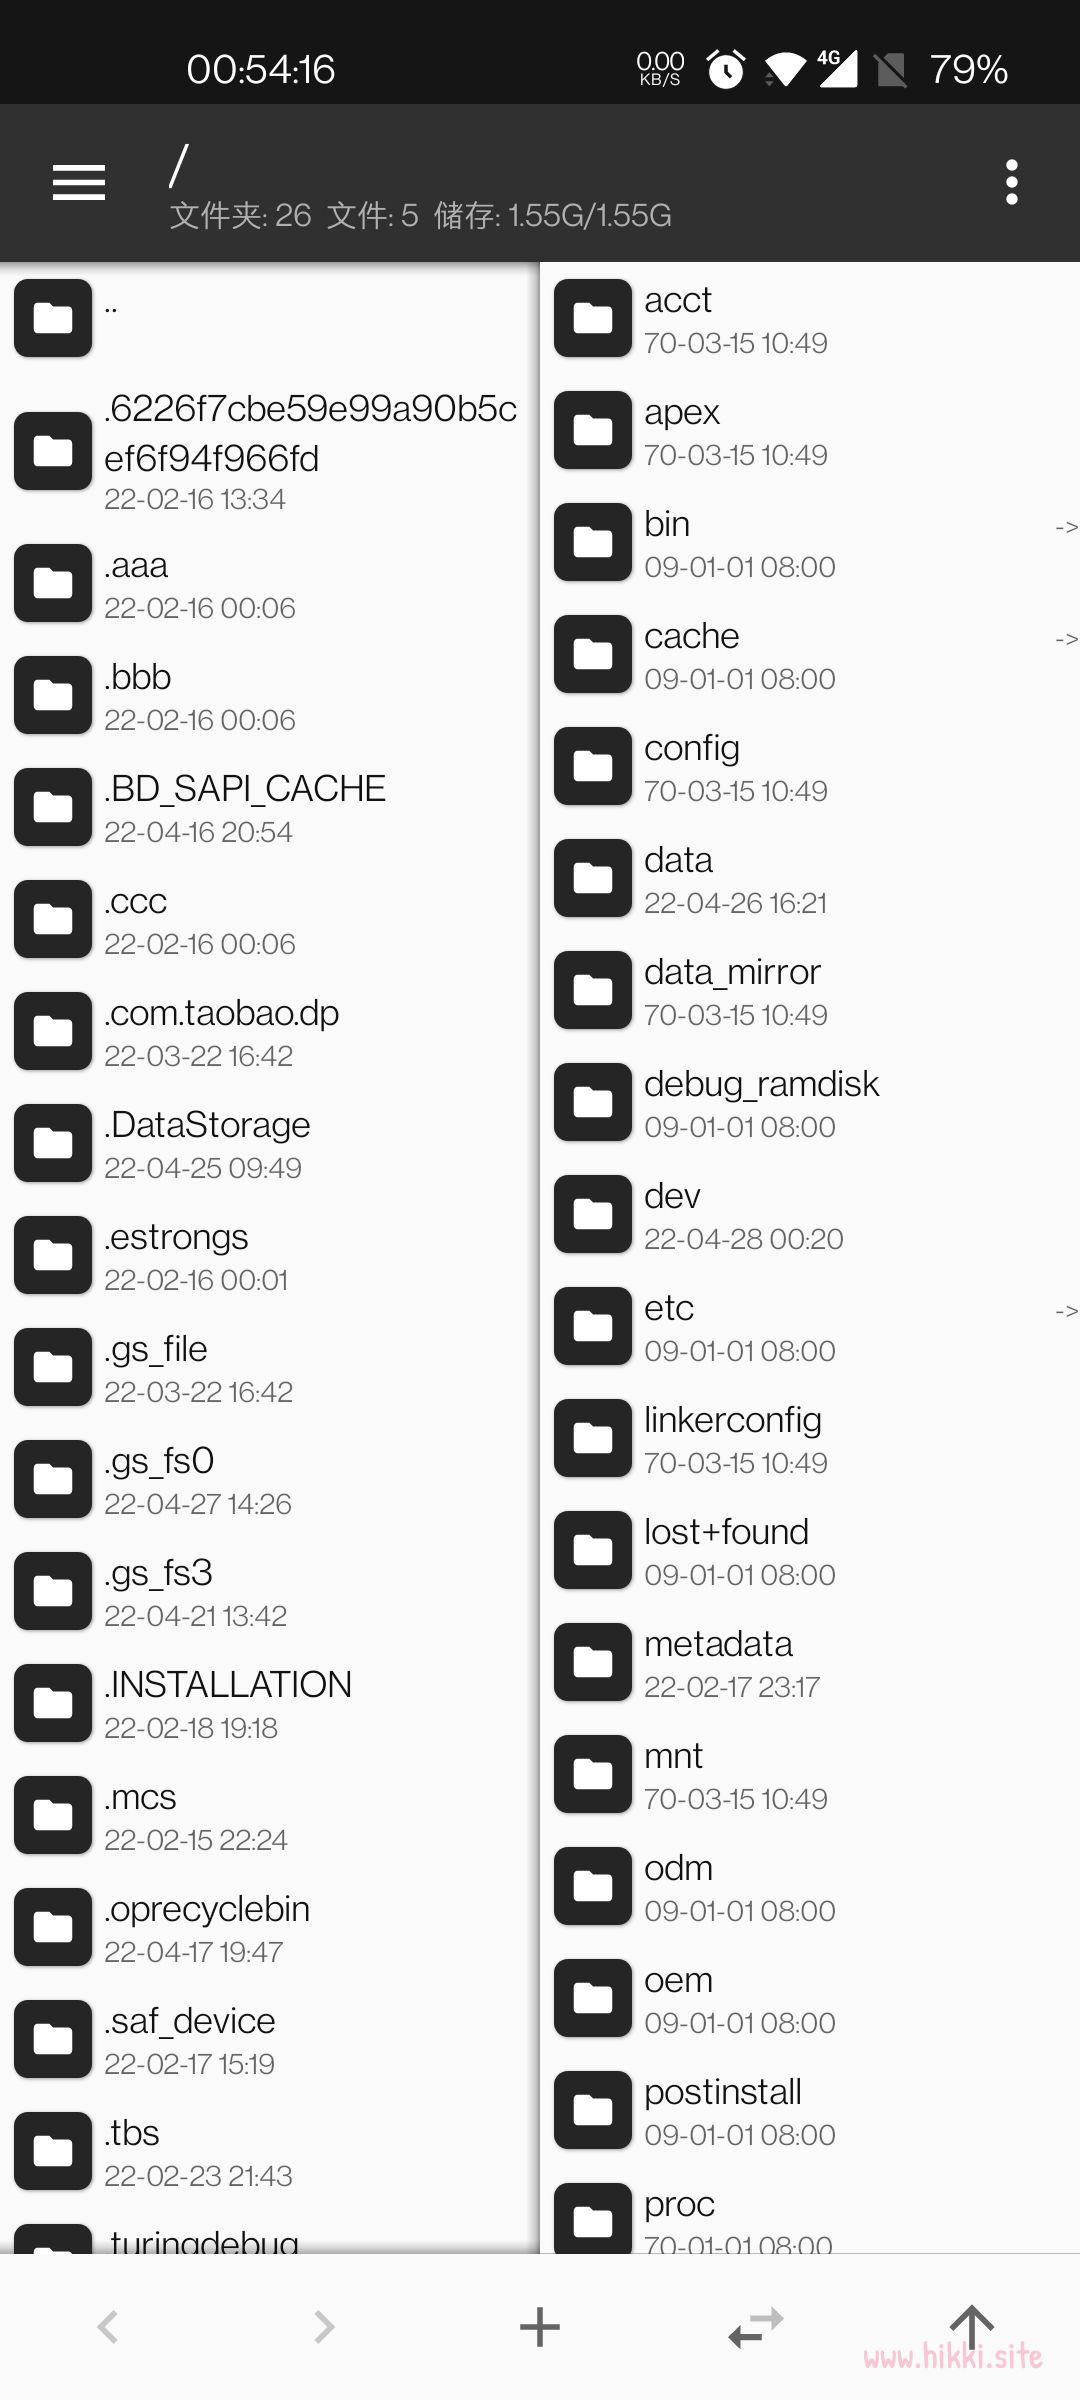 00:54:16
0.00
KB/S
4G
79%
/
文件夹: 26 文件: 5 储存: 1.55G/1.55G
..
.6226f7cbe59e99a90b5c
ef6f94f966fd
22-02-16 13:34
.aaa
22-02-16 00:06
.bbb
22-02-16 00:06
.BD_SAPI_CACHE
22-04-16 20:54
.ccc
22-02-16 00:06
.com.taobao.dp
22-03-22 16:42
.DataStorage
22-04-25 09:49
.estrongs
22-02-16 00:01
.gs_file
22-03-22 16:42
.gs_fs0
22-04-27 14:26
.gs_fs3
22-04-21 13:42
.INSTALLATION
22-02-18 19:18
.mcs
22-02-15 22:24
.oprecyclebin
22-04-17 19:47
.saf_device
22-02-17 15:19
.tbs
22-02-23 21:43
.turingdebug
acct
70-03-15 10:49
apex
70-03-15 10:49
bin
->
09-01-01 08:00
cache
->
09-01-01 08:00
config
70-03-15 10:49
data
22-04-26 16:21
data_mirror
70-03-15 10:49
debug_ramdisk
09-01-01 08:00
dev
22-04-28 00:20
etc
->
09-01-01 08:00
linkerconfig
70-03-15 10:49
lost+found
09-01-01 08:00
metadata
22-02-17 23:17
mnt
70-03-15 10:49
odm
09-01-01 08:00
oem
09-01-01 08:00
postinstall
09-01-01 08:00
proc
70-01-01 08:00
www.hikki.site